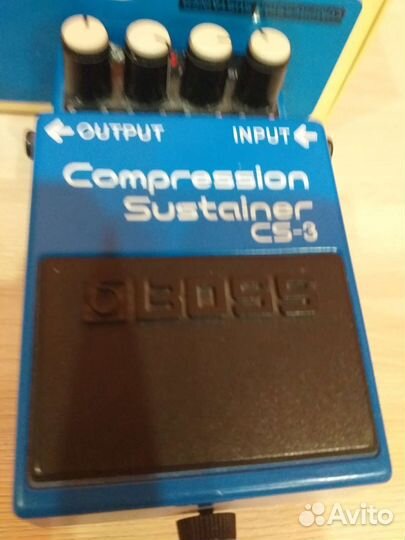 OUTPUT INPUT
Compression
Sustainer
CS-3
BOSS
Avito